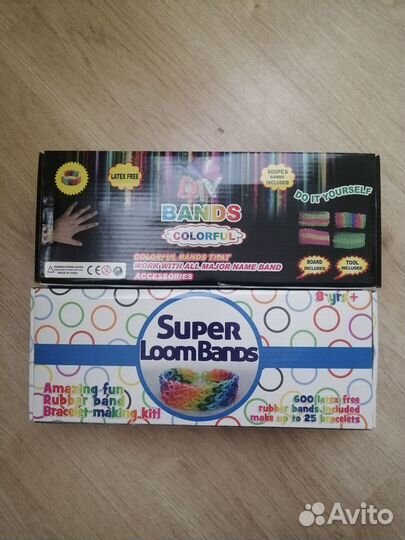 LATEX FREE
600PCS
BANDS
INCLUDED
DIY
DO IT YOURSELF
BANDS
COLORFUL
COLORFUL BANDS THAT
WORK WITH ALL MAJOR NAME BAND
ACCESSORIES
BOARD
INCLUDED
TOOL
INCLUDED
CE
8 yrs+
Super
Loom Bands
Amazing fun
Rubber band
Bracelet making kit!
600 latex free
rubber bands included
make up to 25 bracelets
Avito